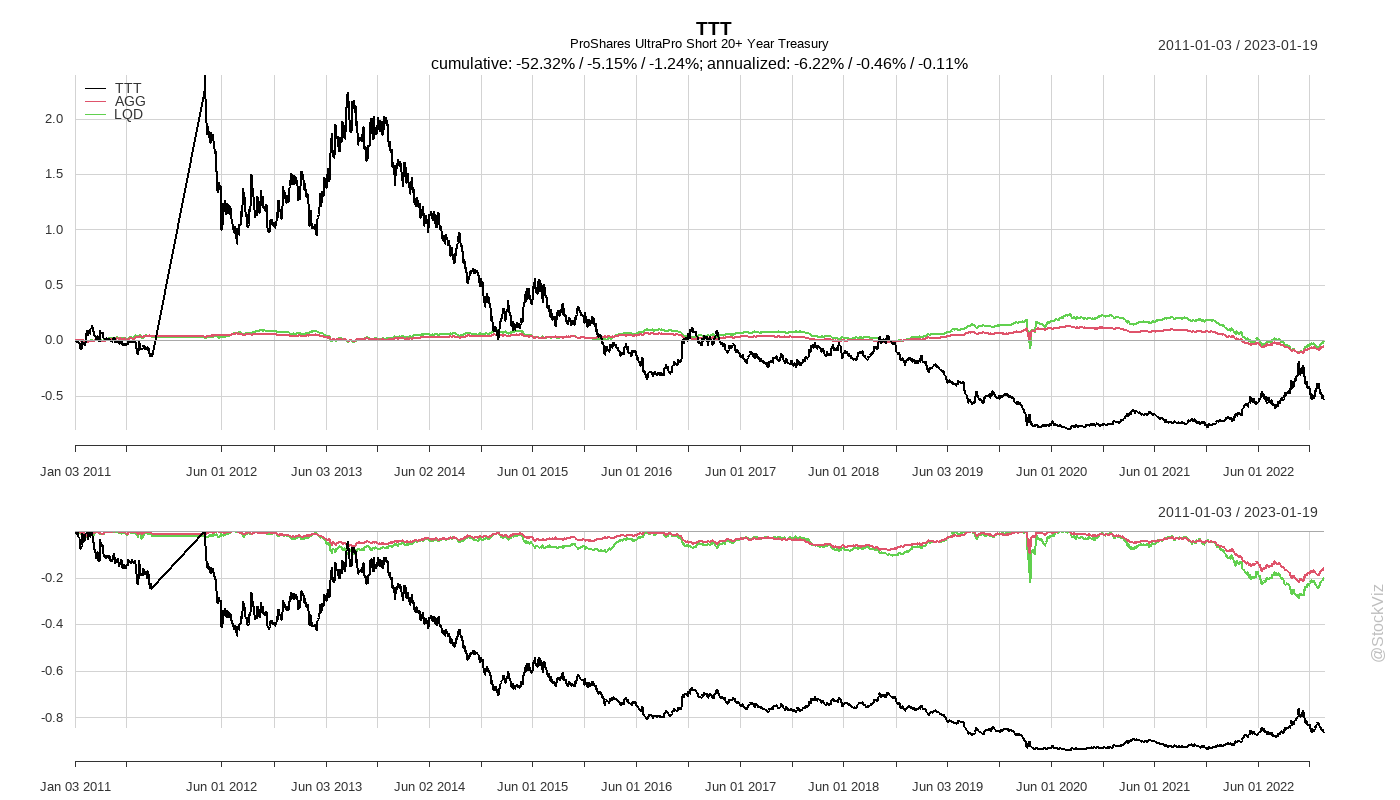 TTT
ProShares UltraPro Short 20+ Year Treasury
2011-01-03 / 2023-01-19
cumulative: -52.32% / -5.15% / -1.24%; annualized: -6.22% / -0.46% / -0.11%
TTT
AGG
LQD
2.0
1.5
1.0
0.5
0.0
-0.5
Jan 03 2011 Jun 01 2012 Jun 03 2013 Jun 02 2014 Jun 01 2015 Jun 01 2016 Jun 01 2017 Jun 01 2018 Jun 03 2019 Jun 01 2020 Jun 01 2021 Jun 01 2022
2011-01-03 / 2023-01-19
-0.2
-0.4
-0.6
-0.8
Jan 03 2011 Jun 01 2012 Jun 03 2013 Jun 02 2014 Jun 01 2015 Jun 01 2016 Jun 01 2017 Jun 01 2018 Jun 03 2019 Jun 01 2020 Jun 01 2021 Jun 01 2022
@StockViz